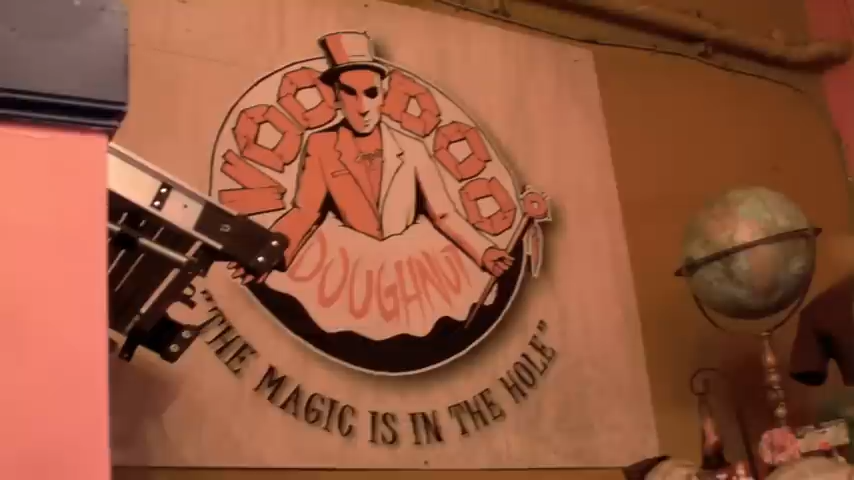 VOODOO
DOUGHNUT
"THE MAGIC IS IN THE HOLE"